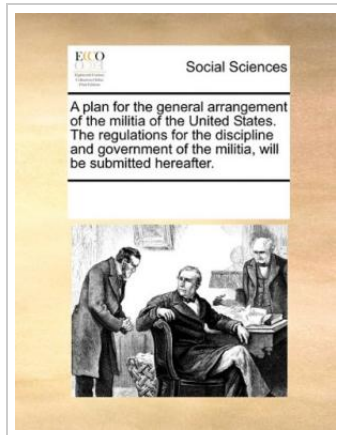 ECCO
Social Sciences
A plan for the general arrangement
of the militia of the United States.
The regulations for the discipline
and government of the militia, will
be submitted hereafter.